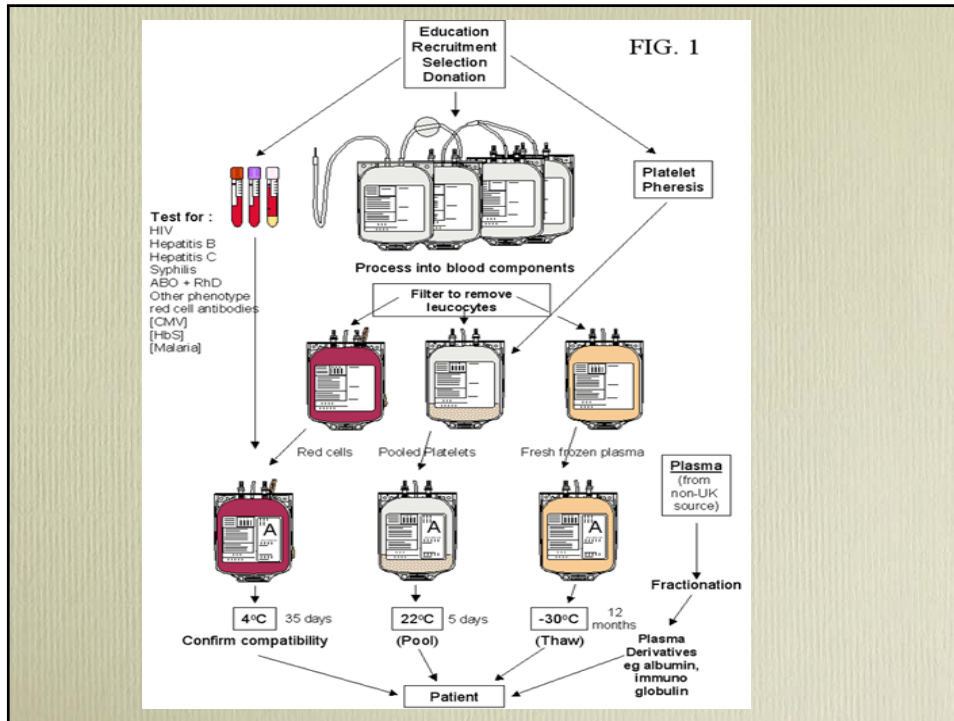 Education
Recruitment
Selection
Donation
FIG. 1
Platelet
Pheresis
Test for :
HIV
Hepatitis B
Hepatitis C
Syphilis
ABO + RhD
Other phenotype
red cell antibodies
[CMV]
[HbS]
[Malaria]
Process into blood components
Filter to remove
leucocytes
Red cells
Pooled Platelets
Fresh frozen plasma
Plasma
(from
non-UK
source)
A
A
A
Fractionation
4°C 35 days
Confirm compatibility
22°C 5 days
(Pool)
-30°C 12
months
(Thaw)
Plasma
Derivatives
eg albumin,
immuno
globulin
Patient